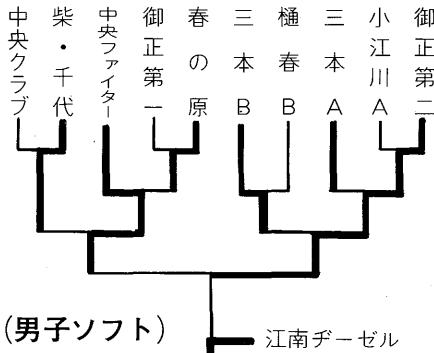 中央クラブ
柴・千代
中央ファイター
御正第一
春の原
三本B
樋春B
三本A
小江川A
御正第二
(男子ソフト)
江南ヂーゼル